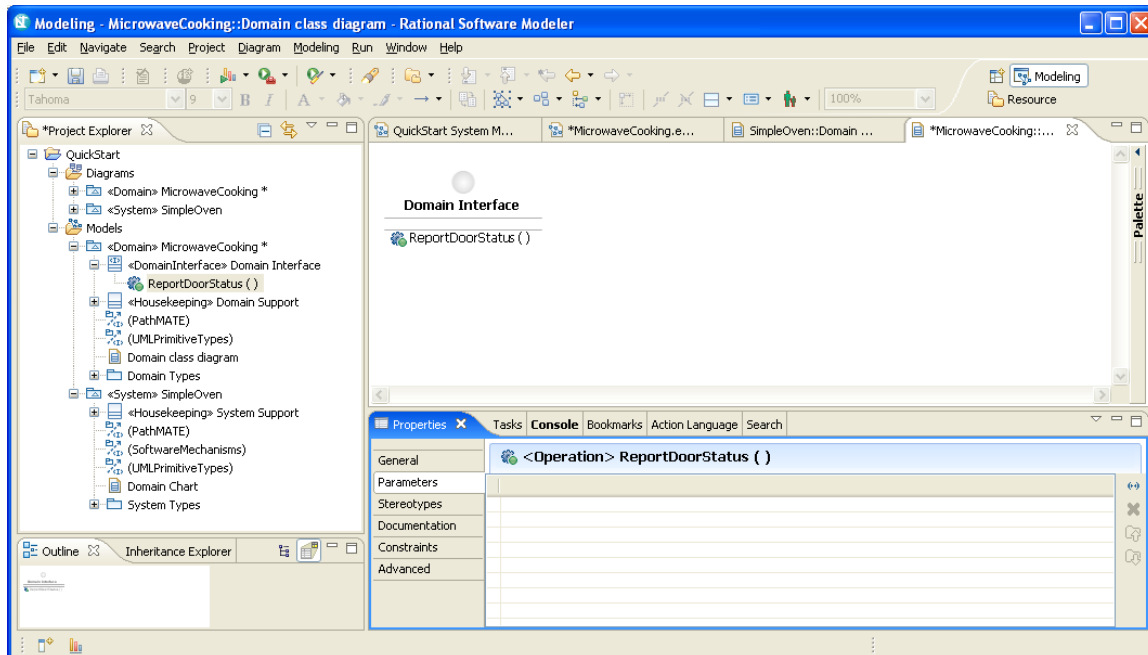 Modeling - MicrowaveCooking::Domain class diagram - Rational Software Modeler
File Edit Navigate Search Project Diagram Modeling Run Window Help
Modeling
Tahoma 9 B I A 100% Resource
*Project Explorer
QuickStart System M... *MicrowaveCooking.e... SimpleOven::Domain ... *MicrowaveCooking::...
QuickStart
Diagrams
«Domain» MicrowaveCooking *
«System» SimpleOven
Models
«Domain» MicrowaveCooking *
«DomainInterface» Domain Interface
ReportDoorStatus ( )
«Housekeeping» Domain Support
(PathMATE)
(UMLPrimitiveTypes)
Domain class diagram
Domain Types
«System» SimpleOven
«Housekeeping» System Support
(PathMATE)
(SoftwareMechanisms)
(UMLPrimitiveTypes)
Domain Chart
System Types
Domain Interface
ReportDoorStatus ( )
Palette
Outline Inheritance Explorer
Properties Tasks Console Bookmarks Action Language Search
General
Parameters
Stereotypes
Documentation
Constraints
Advanced
<Operation> ReportDoorStatus ( )